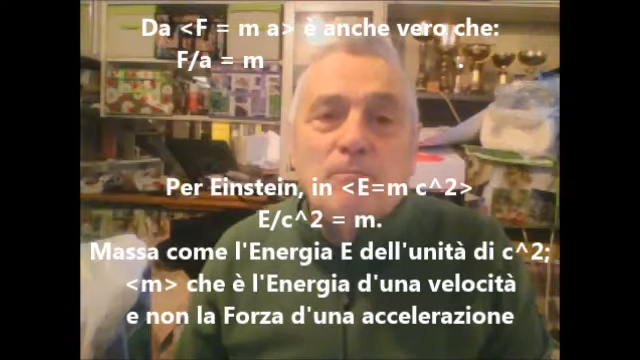 Da <F = m a> è anche vero che:
F/a = m .
Per Einstein, in <E=m c^2>
E/c^2 = m.
Massa come l'Energia E dell'unità di c^2;
<m> che è l'Energia d'una velocità
e non la Forza d'una accelerazione